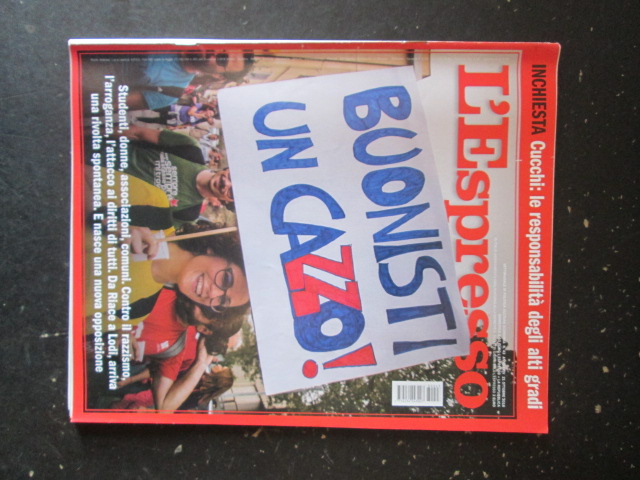 INCHIESTA Cucchi: le responsabilità degli alti gradi
L'Espresso
BUONISTI
UN CAZZO!
Studenti, donne, associazioni, comuni. Contro il razzismo,
l'arroganza, l'attacco ai diritti di tutti. Da Riace a Lodi, arriva
una rivolta spontanea. E nasce una nuova opposizione